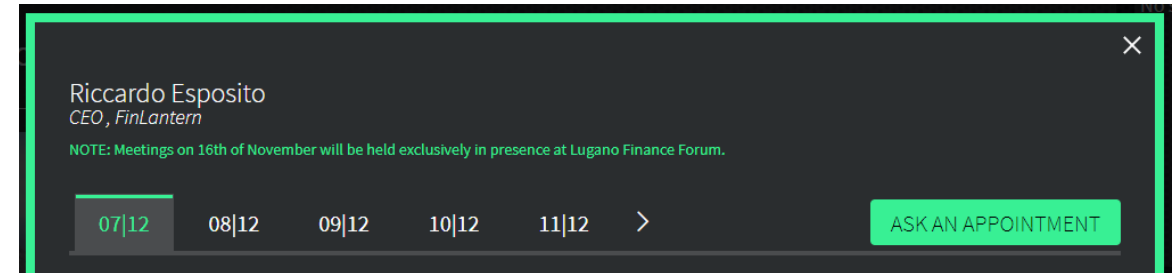 Riccardo Esposito
CEO, FinLantern
NOTE: Meetings on 16th of November will be held exclusively in presence at Lugano Finance Forum.
07|12 08|12 09|12 10|12 11|12 > ASK AN APPOINTMENT